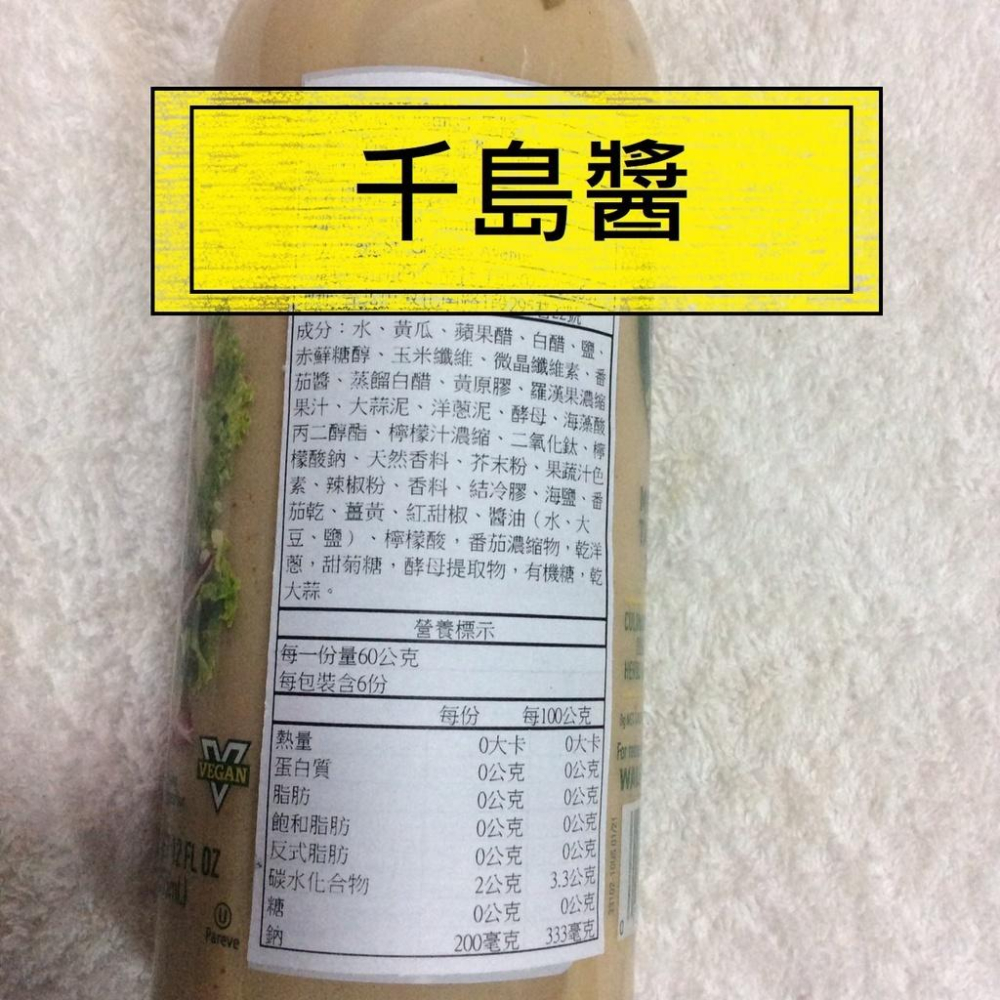 千島醬
成分：水、黃瓜、蘋果醋、白醋、鹽、
赤蘚糖醇、玉米纖維、微晶纖維素、番
茄醬、蒸餾白醋、黃原膠、羅漢果濃縮
果汁、大蒜泥、洋蔥泥、酵母、海藻酸
丙二醇酯、檸檬汁濃縮、二氧化鈦、檸
檬酸鈉、天然香料、芥末粉、果蔬汁色
素、辣椒粉、香料、結冷膠、海鹽、番
茄乾、薑黃、紅甜椒、醬油（水、大
豆、鹽）、檸檬酸，番茄濃縮物，乾洋
蔥，甜菊糖，酵母提取物，有機糖，乾
大蒜。
營養標示
每一份量60公克
每包裝含6份
每份 每100公克
熱量 0大卡 0大卡
蛋白質 0公克 0公克
脂肪 0公克 0公克
飽和脂肪 0公克 0公克
反式脂肪 0公克 0公克
碳水化合物 2公克 3.3公克
糖 0公克 0公克
鈉 200毫克 333毫克
VEGAN
12 FL OZ
U
Pareve
For